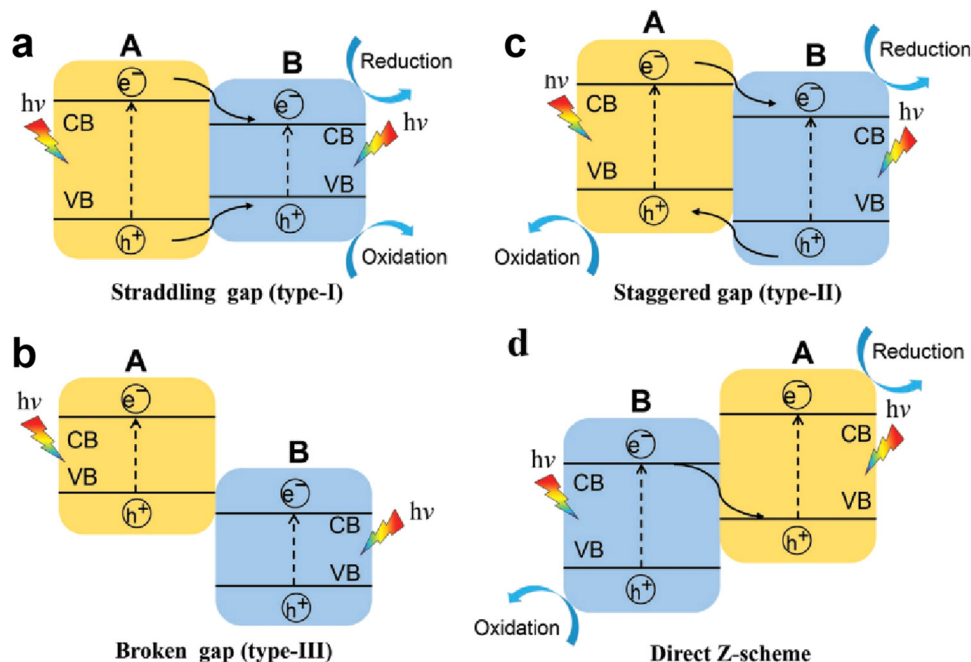 a
A
B
Reduction
hν
e⁻
e⁻
CB
CB
hν
VB
VB
h⁺
h⁺
Oxidation
Straddling gap (type-I)
c
A
B
Reduction
hν
e⁻
e⁻
CB
CB
hν
VB
VB
h⁺
h⁺
Oxidation
Staggered gap (type-II)
b
A
B
hν
e⁻
CB
VB
h⁺
e⁻
CB
hν
VB
h⁺
Broken gap (type-III)
d
B
A
Reduction
e⁻
hν
CB
e⁻
hν
CB
VB
VB
h⁺
h⁺
Oxidation
Direct Z-scheme